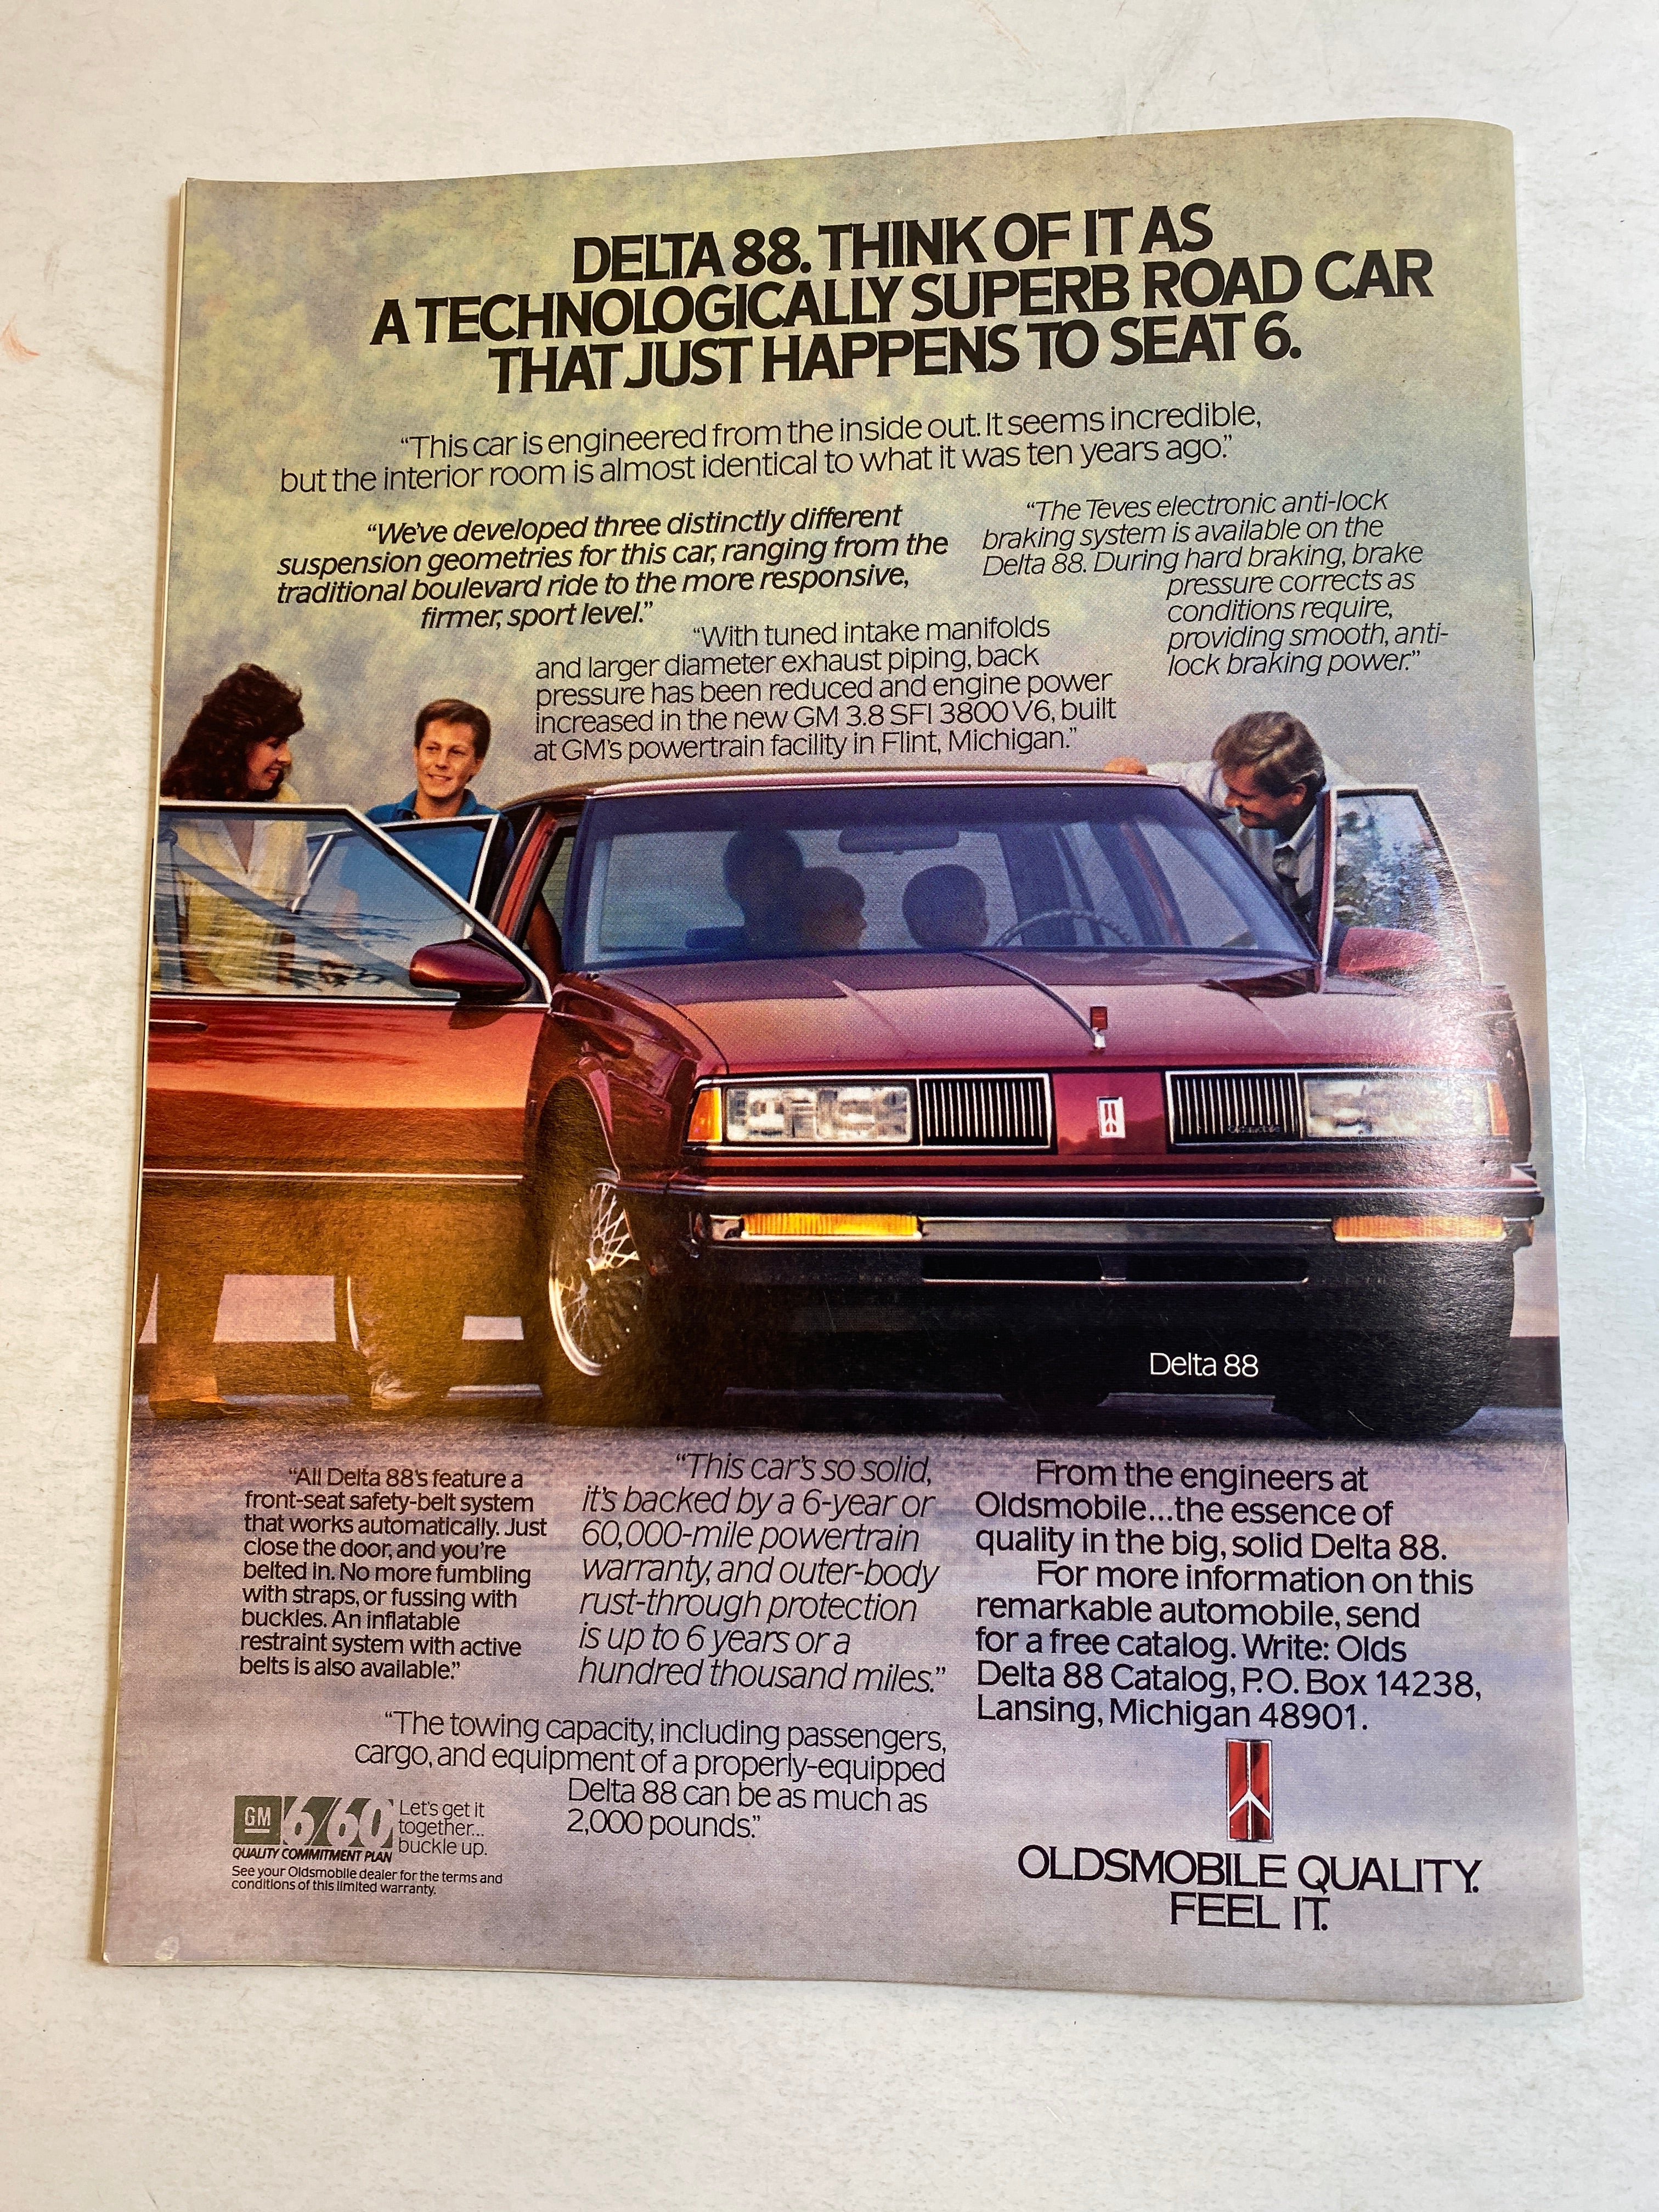 DELTA 88. THINK OF IT AS
A TECHNOLOGICALLY SUPERB ROAD CAR
THAT JUST HAPPENS TO SEAT 6.
“This car is engineered from the inside out. It seems incredible,
but the interior room is almost identical to what it was ten years ago.”
“We’ve developed three distinctly different
suspension geometries for this car, ranging from the
traditional boulevard ride to the more responsive,
firmer, sport level.”
“The Teves electronic anti-lock
braking system is available on the
Delta 88. During hard braking, brake
pressure corrects as
conditions require,
providing smooth, anti-
lock braking power.”
“With tuned intake manifolds
and larger diameter exhaust piping, back
pressure has been reduced and engine power
increased in the new GM 3.8 SFI 3800 V6, built
at GM’s powertrain facility in Flint, Michigan.”
Delta 88
“All Delta 88’s feature a
front-seat safety-belt system
that works automatically. Just
close the door, and you’re
belted in. No more fumbling
with straps, or fussing with
buckles. An inflatable
restraint system with active
belts is also available.”
“This car’s so solid,
it’s backed by a 6-year or
60,000-mile powertrain
warranty, and outer-body
rust-through protection
is up to 6 years or a
hundred thousand miles.”
“The towing capacity, including passengers,
cargo, and equipment of a properly-equipped
Delta 88 can be as much as
2,000 pounds.”
From the engineers at
Oldsmobile...the essence of
quality in the big, solid Delta 88.
For more information on this
remarkable automobile, send
for a free catalog. Write: Olds
Delta 88 Catalog, P.O. Box 14238,
Lansing, Michigan 48901.
GM 6/60
QUALITY COMMITMENT PLAN
Let’s get it
together...
buckle up.
See your Oldsmobile dealer for the terms and
conditions of this limited warranty.
OLDSMOBILE QUALITY.
FEEL IT.